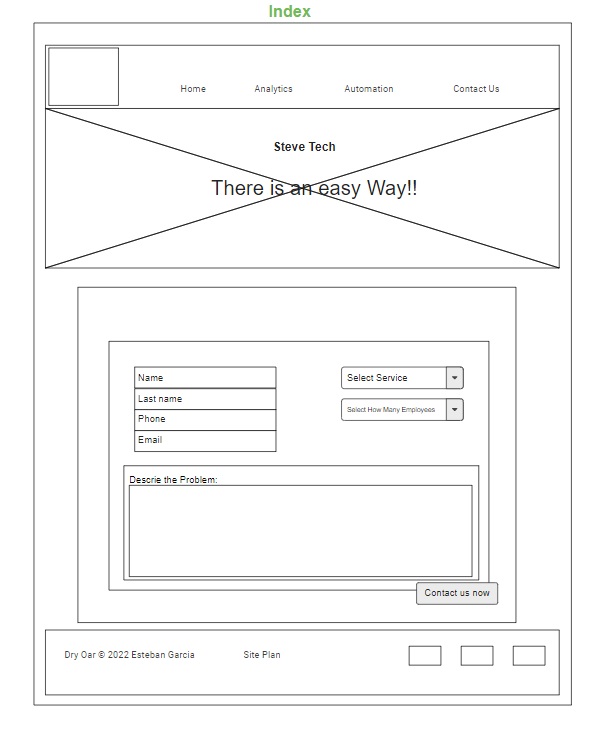 Index
Home Analytics Automation Contact Us
Steve Tech
There is an easy Way!!
Name
Last name
Phone
Email
Select Service
Select How Many Employees
Descrie the Problem:
Contact us now
Dry Oar © 2022 Esteban Garcia Site Plan